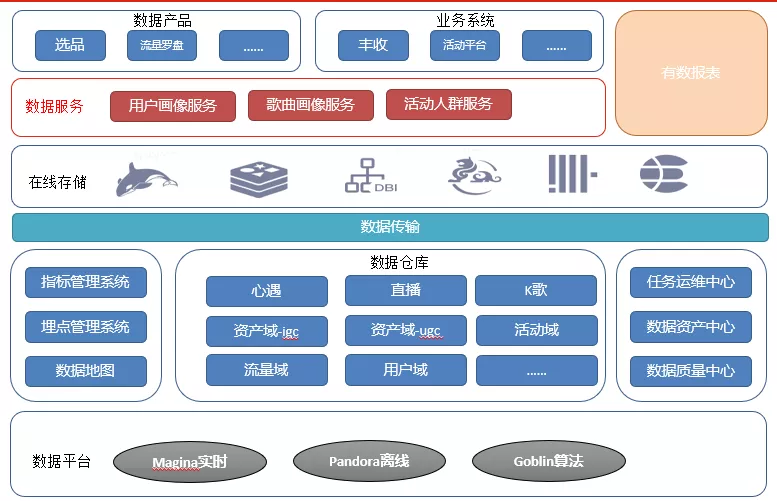 数据产品
选品
流量罗盘
......
业务系统
丰收
活动平台
......
有数报表
数据服务
用户画像服务
歌曲画像服务
活动人群服务
在线存储
DBI
数据传输
指标管理系统
埋点管理系统
数据地图
数据仓库
心遇
直播
K歌
资产域-igc
资产域-ugc
活动域
流量域
用户域
......
任务运维中心
数据资产中心
数据质量中心
数据平台
Magina实时
Pandora离线
Goblin算法